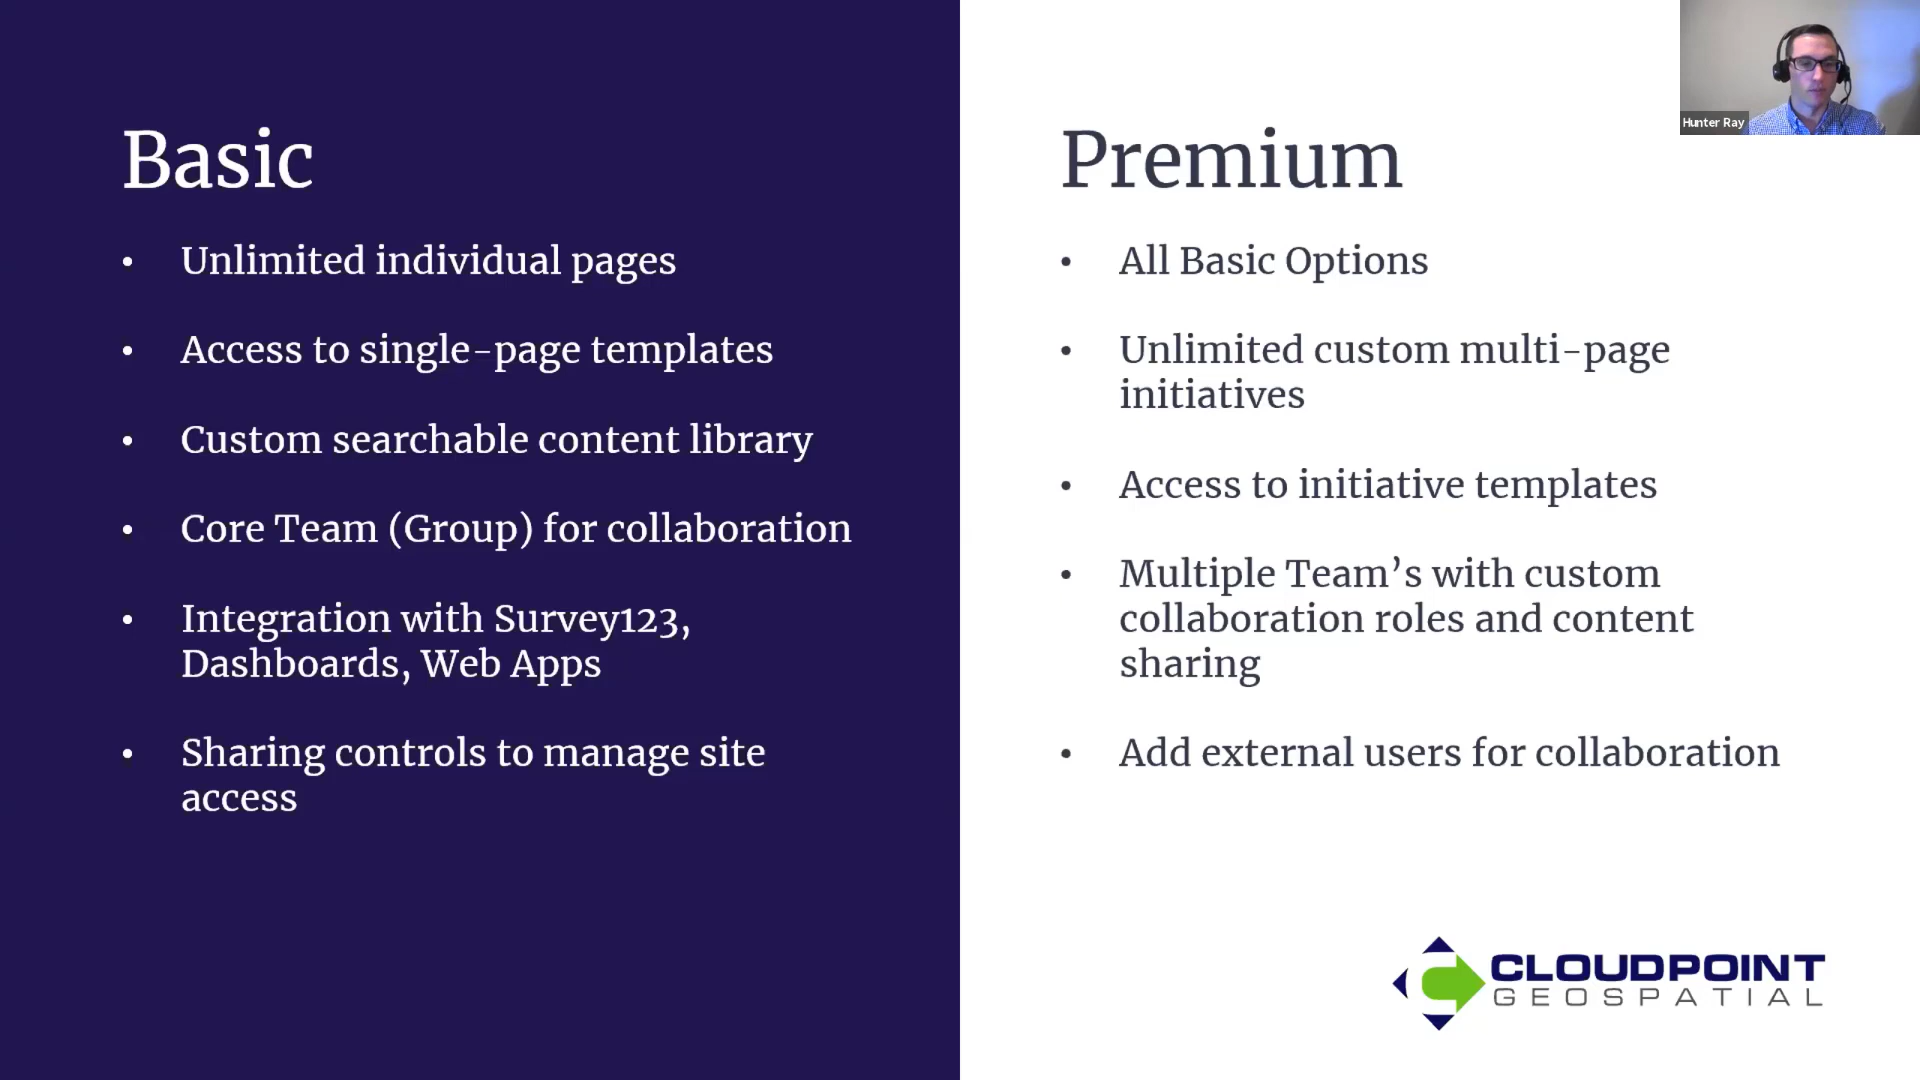 Basic
• Unlimited individual pages
• Access to single-page templates
• Custom searchable content library
• Core Team (Group) for collaboration
• Integration with Survey123,
Dashboards, Web Apps
• Sharing controls to manage site
access
Premium
• All Basic Options
• Unlimited custom multi-page
initiatives
• Access to initiative templates
• Multiple Team’s with custom
collaboration roles and content
sharing
• Add external users for collaboration
Hunter Ray
CLOUDPOINT
GEOSPATIAL